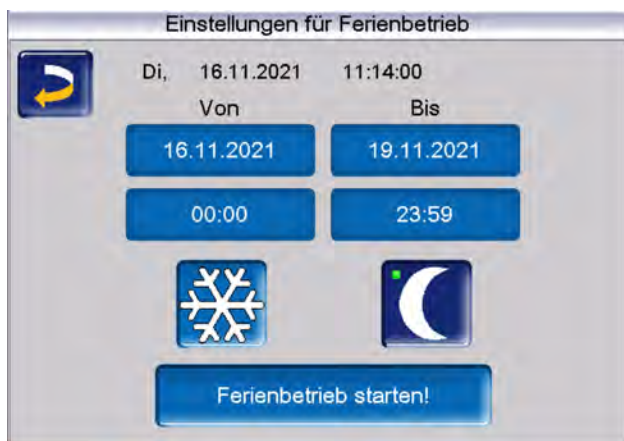 Einstellungen für Ferienbetrieb
Di, 16.11.2021 11:14:00
Von Bis
16.11.2021 19.11.2021
00:00 23:59
Ferienbetrieb starten!